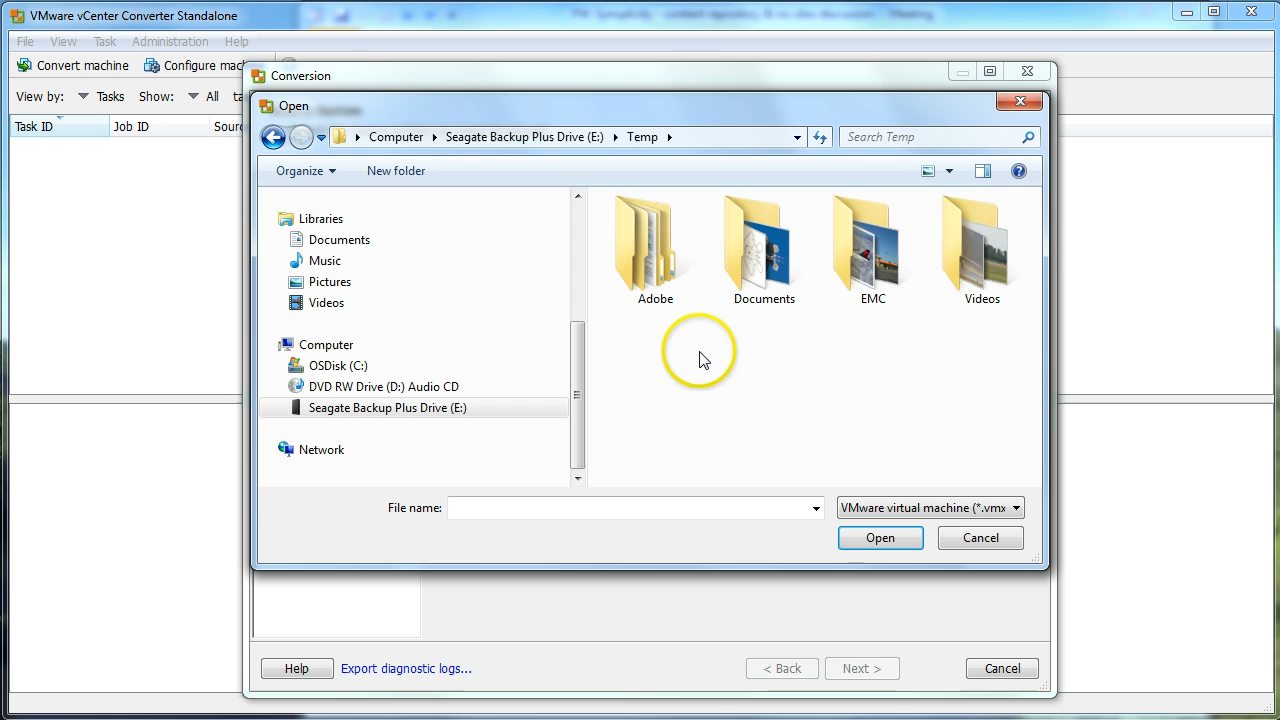 VMware vCenter Converter Standalone
File View Task Administration Help
Convert machine Configure mac
View by: Tasks Show: All ta
Task ID Job ID Sourc
Conversion
Open
Computer Seagate Backup Plus Drive (E:) Temp
Search Temp
Organize New folder
Libraries
Documents
Music
Pictures
Videos
Computer
OSDisk (C:)
DVD RW Drive (D:) Audio CD
Seagate Backup Plus Drive (E:)
Network
Adobe Documents EMC Videos
File name: VMware virtual machine (*.vmx
Open Cancel
Help Export diagnostic logs... < Back Next > Cancel